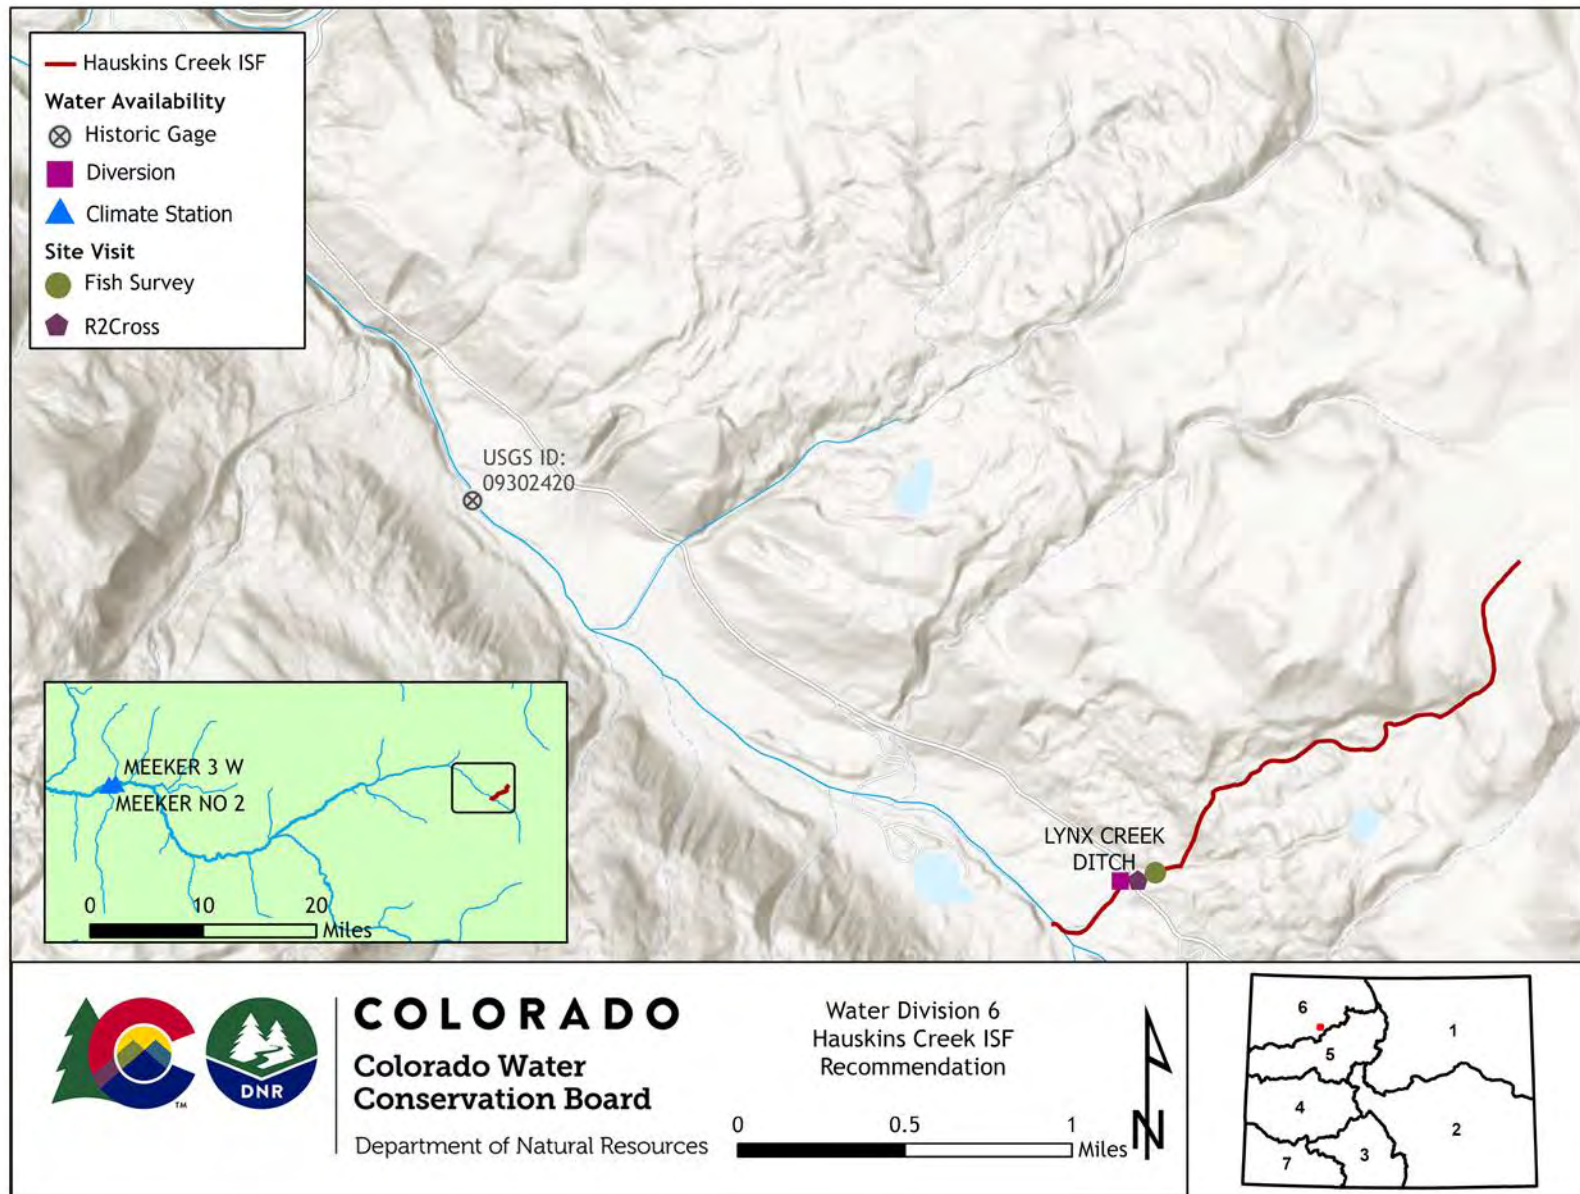 Hauskins Creek ISF
Water Availability
Historic Gage
Diversion
Climate Station
Site Visit
Fish Survey
R2Cross
USGS ID:
09302420
LYNX CREEK
DITCH
MEEKER 3 W
MEEKER NO 2
0 10 20
Miles
TM
DNR
COLORADO
Colorado Water
Conservation Board
Department of Natural Resources
Water Division 6
Hauskins Creek ISF
Recommendation
0 0.5 1
Miles
N
6
1
5
4
2
3
7